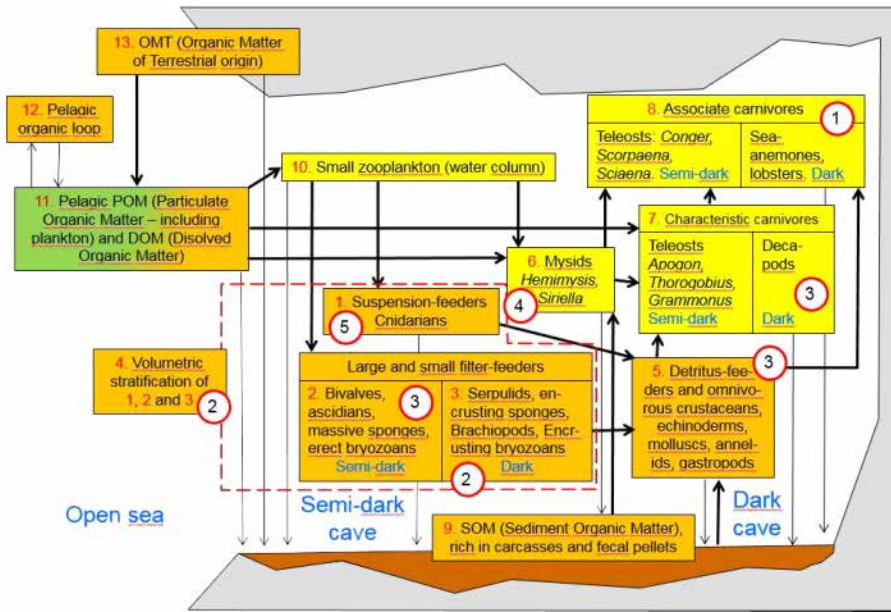 13. OMT (Organic Matter
of Terrestrial origin)
12. Pelagic
organic loop
11. Pelagic POM (Particulate
Organic Matter – including
plankton) and DOM (Disolved
Organic Matter)
10. Small zooplankton (water column)
8. Associate carnivores
1
Teleosts: Conger,
Scorpaena,
Sciaena. Semi-dark
Sea-
anemones,
lobsters. Dark
7. Characteristic carnivores
Teleosts
Apogon,
Thorogobius,
Grammonus
Semi-dark
Deca-
pods
3
Dark
6. Mysids
Hemimysis,
Siriella
4
1. Suspension-feeders
Cnidarians
5
4. Volumetric
stratification of
1, 2 and 3
2
Large and small filter-feeders
2. Bivalves,
ascidians,
massive sponges,
erect bryozoans
Semi-dark
3
3. Serpulids, en-
crusting sponges,
Brachiopods, Encr-
usting bryozoans
Dark
2
5. Detritus-fee-
ders and omnivo-
rous crustaceans,
echinoderms,
molluscs, annel-
ids, gastropods
3
9. SOM (Sediment Organic Matter),
rich in carcasses and fecal pellets
Open sea
Semi-dark
cave
Dark
cave